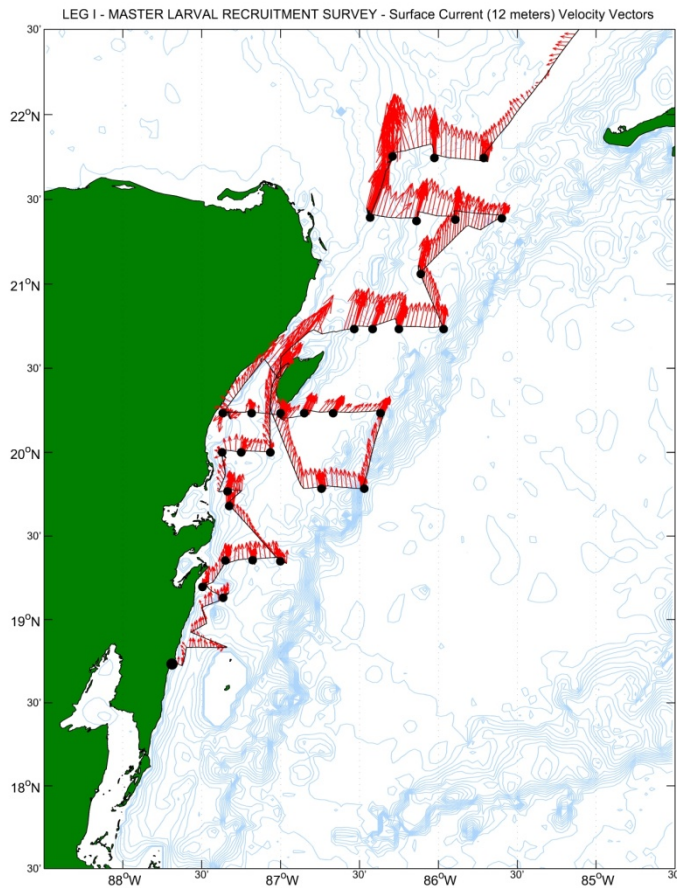 LEG I - MASTER LARVAL RECRUITMENT SURVEY - Surface Current (12 meters) Velocity Vectors
30'
22°N
30'
21°N
30'
20°N
30'
19°N
30'
18°N
30'
88°W 30' 87°W 30' 86°W 30' 85°W 30'